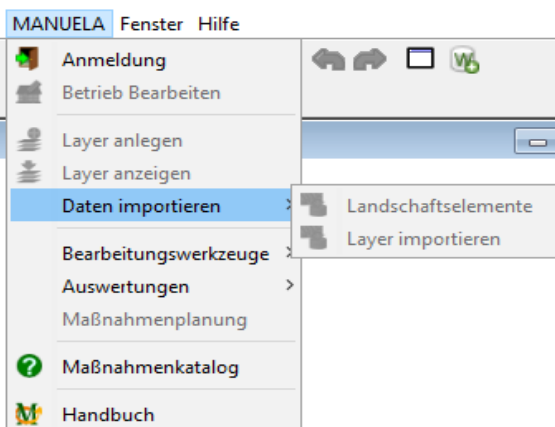 MANUELA Fenster Hilfe
Anmeldung
Betrieb Bearbeiten
Layer anlegen
Layer anzeigen
Daten importieren
Landschaftselemente
Layer importieren
Bearbeitungswerkzeuge
Auswertungen
Maßnahmenplanung
Maßnahmenkatalog
Handbuch